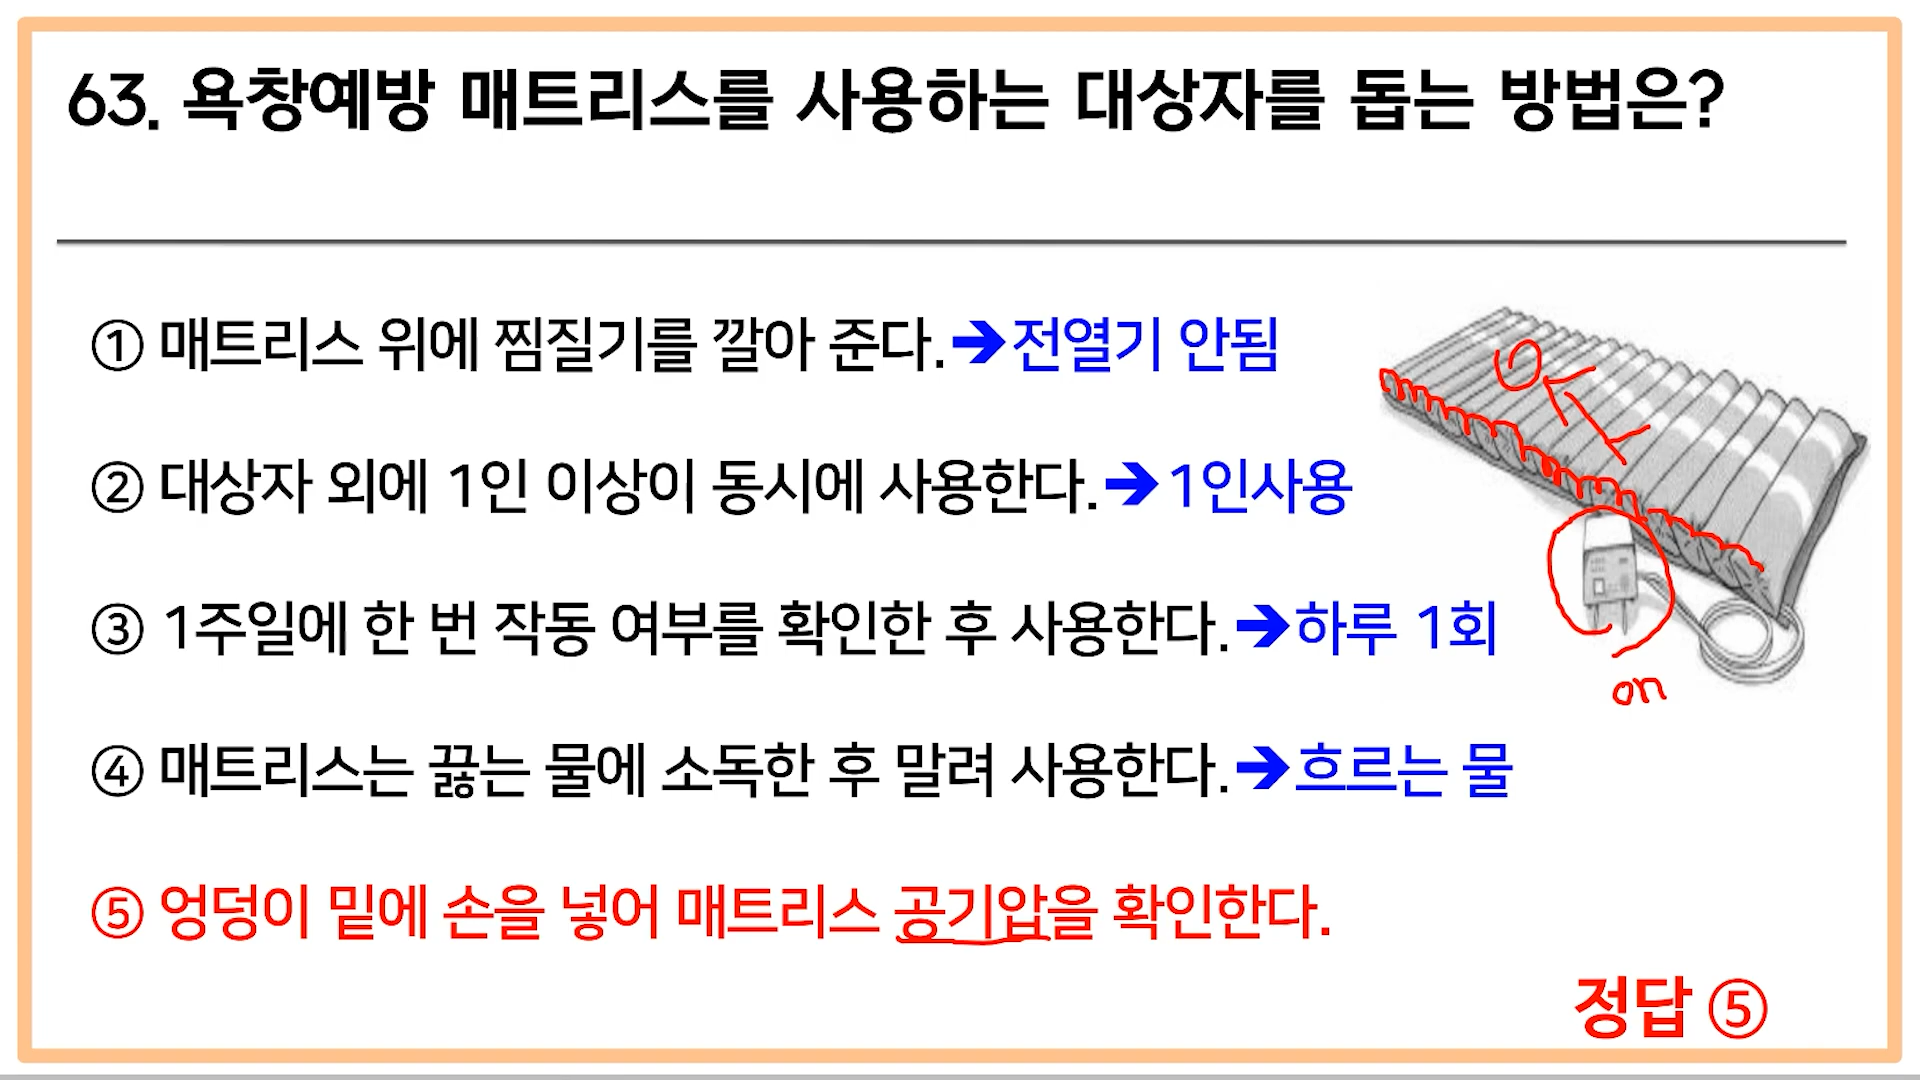 63. 욕창예방 매트리스를 사용하는 대상자를 돕는 방법은?
① 매트리스 위에 찜질기를 깔아 준다.➔전열기 안됨
② 대상자 외에 1인 이상이 동시에 사용한다.➔1인사용
③ 1주일에 한 번 작동 여부를 확인한 후 사용한다.➔하루 1회
on
④ 매트리스는 끓는 물에 소독한 후 말려 사용한다.➔흐르는 물
⑤ 엉덩이 밑에 손을 넣어 매트리스 공기압을 확인한다.
정답 ⑤